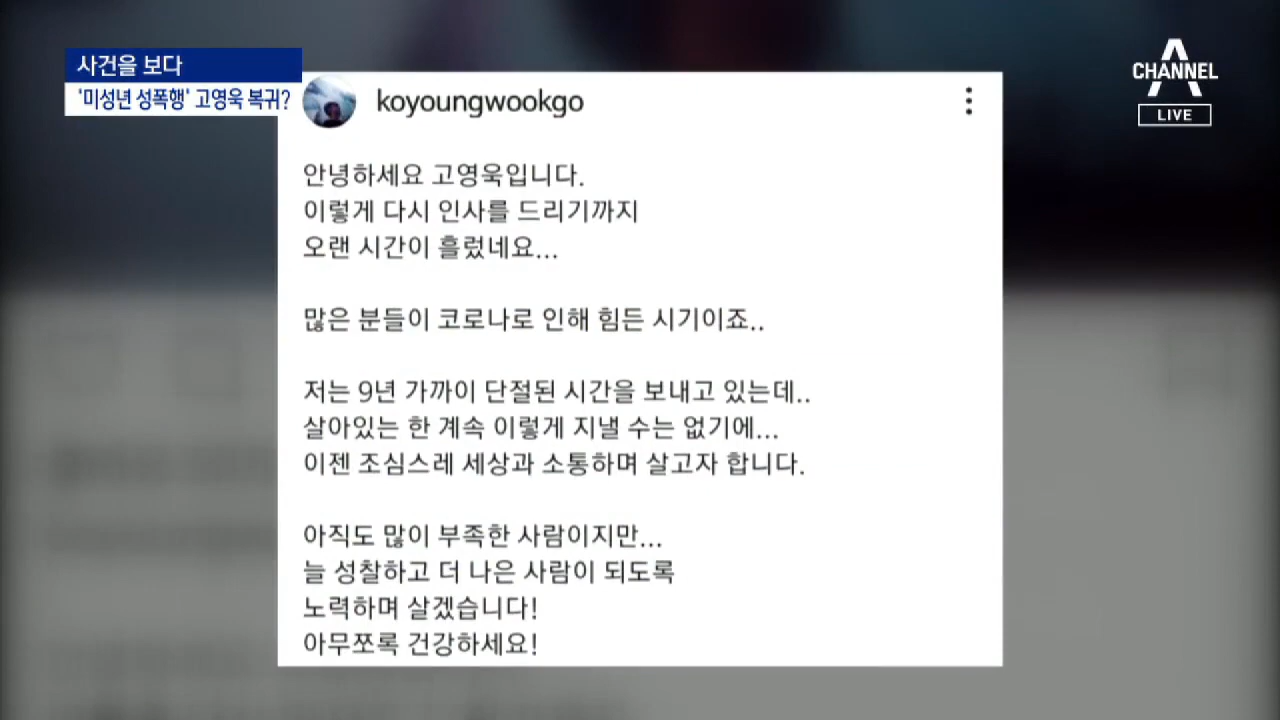 사건을 보다
'미성년 성폭행' 고영욱 복귀?
CHANNEL A
LIVE
koyoungwookgo
안녕하세요 고영욱입니다.
이렇게 다시 인사를 드리기까지
오랜 시간이 흘렀네요...
많은 분들이 코로나로 인해 힘든 시기이죠..
저는 9년 가까이 단절된 시간을 보내고 있는데..
살아있는 한 계속 이렇게 지낼 수는 없기에...
이젠 조심스레 세상과 소통하며 살고자 합니다.
아직도 많이 부족한 사람이지만...
늘 성찰하고 더 나은 사람이 되도록
노력하며 살겠습니다!
아무쪼록 건강하세요!